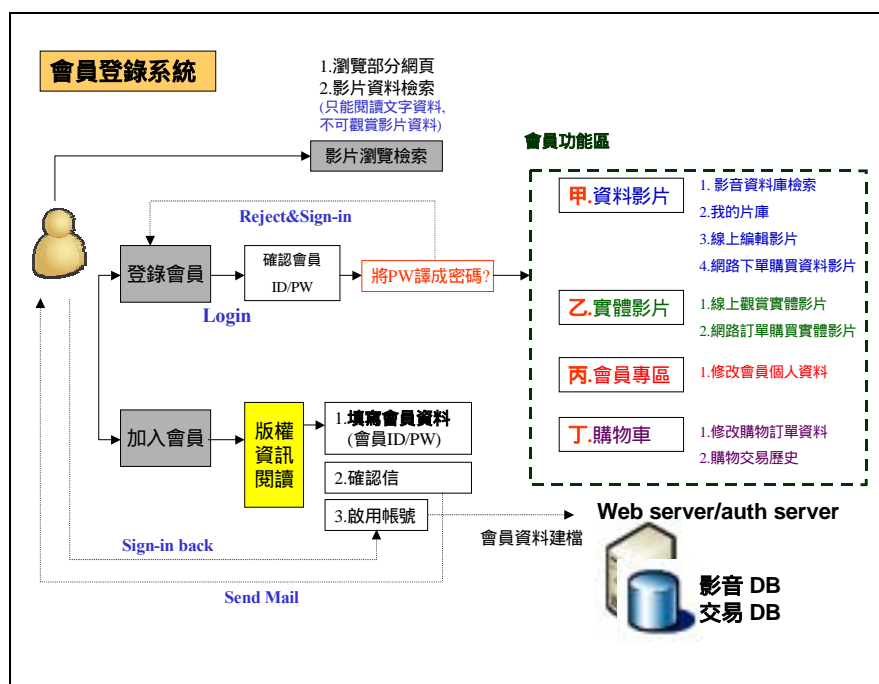 會員登錄系統
1.瀏覽部分網頁
2.影片資料檢索
(只能閱讀文字資料,
不可觀賞影片資料)
影片瀏覽檢索
會員功能區
甲.資料影片
1. 影音資料庫檢索
2.我的片庫
3.線上編輯影片
4.網路下單購買資料影片
Reject&Sign-in
登錄會員
確認會員
ID/PW
將PW譯成密碼?
Login
乙.實體影片
1.線上觀賞實體影片
2.網路訂單購買實體影片
丙.會員專區
1.修改會員個人資料
丁.購物車
1.修改購物訂單資料
2.購物交易歷史
加入會員
版權
資訊
閱讀
1.填寫會員資料
(會員ID/PW)
2.確認信
3.啟用帳號
會員資料建檔
Web server/auth server
影音 DB
交易 DB
Sign-in back
Send Mail